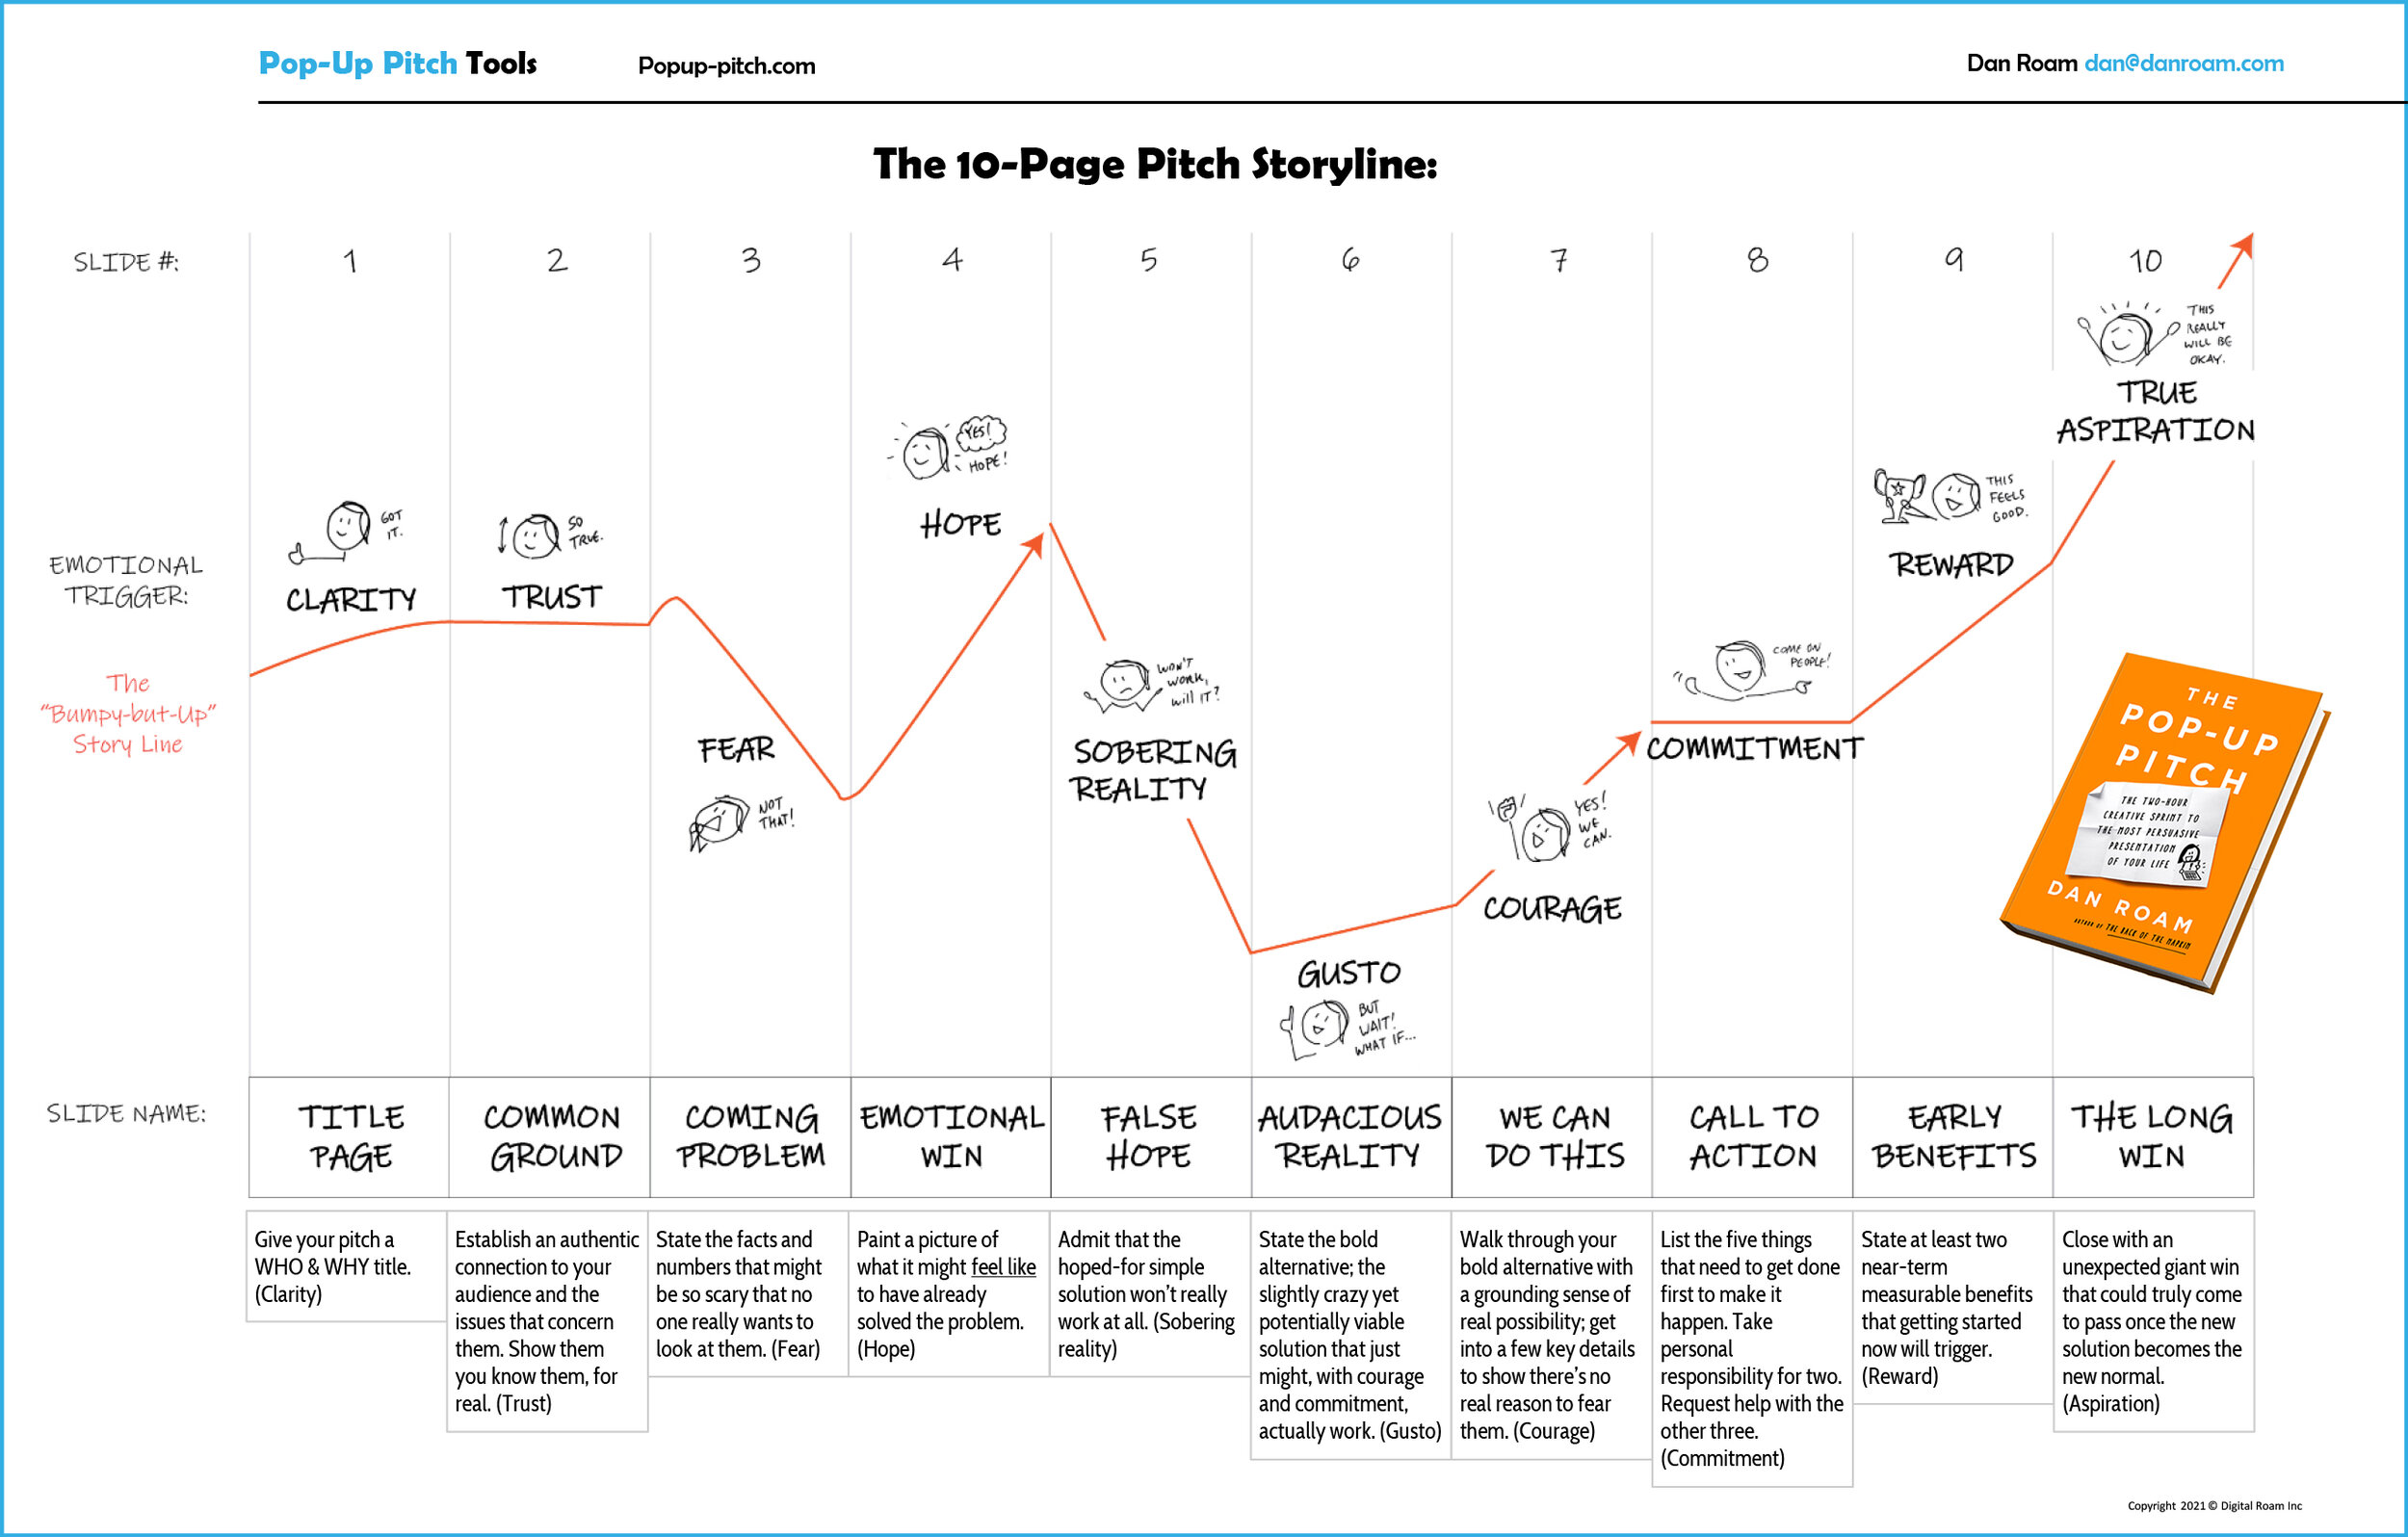 Pop-Up Pitch Tools
Popup-pitch.com
Dan Roam dan@danroam.com
The 10-Page Pitch Storyline:
SLIDE #:
1
2
3
4
5
6
7
8
9
10
EMOTIONAL
TRIGGER:
The
"Bumpy-but-Up"
Story Line
GOT
IT.
CLARITY
SO
TRUE.
TRUST
FEAR
NOT
THAT!
YES!
HOPE!
HOPE
WON'T
WORK,
WILL IT?
SOBERING
REALITY
GUSTO
BUT
WAIT!
WHAT IF...
YES!
WE
CAN.
COURAGE
COME ON
PEOPLE!
COMMITMENT
THIS
FEELS
GOOD.
REWARD
THIS
REALLY
WILL BE
OKAY.
TRUE
ASPIRATION
THE
POP-UP
PITCH
THE TWO-HOUR
CREATIVE SPRINT TO
THE MOST PERSUASIVE
PRESENTATION
OF YOUR LIFE
DAN ROAM
AUTHOR OF THE BACK OF THE NAPKIN
SLIDE NAME:
TITLE
PAGE
COMMON
GROUND
COMING
PROBLEM
EMOTIONAL
WIN
FALSE
HOPE
AUDACIOUS
REALITY
WE CAN
DO THIS
CALL TO
ACTION
EARLY
BENEFITS
THE LONG
WIN
Give your pitch a
WHO & WHY title.
(Clarity)
Establish an authentic
connection to your
audience and the
issues that concern
them. Show them
you know them, for
real. (Trust)
State the facts and
numbers that might
be so scary that no
one really wants to
look at them. (Fear)
Paint a picture of
what it might feel like
to have already
solved the problem.
(Hope)
Admit that the
hoped-for simple
solution won't really
work at all. (Sobering
reality)
State the bold
alternative; the
slightly crazy yet
potentially viable
solution that just
might, with courage
and commitment,
actually work. (Gusto)
Walk through your
bold alternative with
a grounding sense of
real possibility; get
into a few key details
to show there's no
real reason to fear
them. (Courage)
List the five things
that need to get done
first to make it
happen. Take
personal
responsibility for two.
Request help with the
other three.
(Commitment)
State at least two
near-term
measurable benefits
that getting started
now will trigger.
(Reward)
Close with an
unexpected giant win
that could truly come
to pass once the new
solution becomes the
new normal.
(Aspiration)
Copyright 2021 © Digital Roam Inc